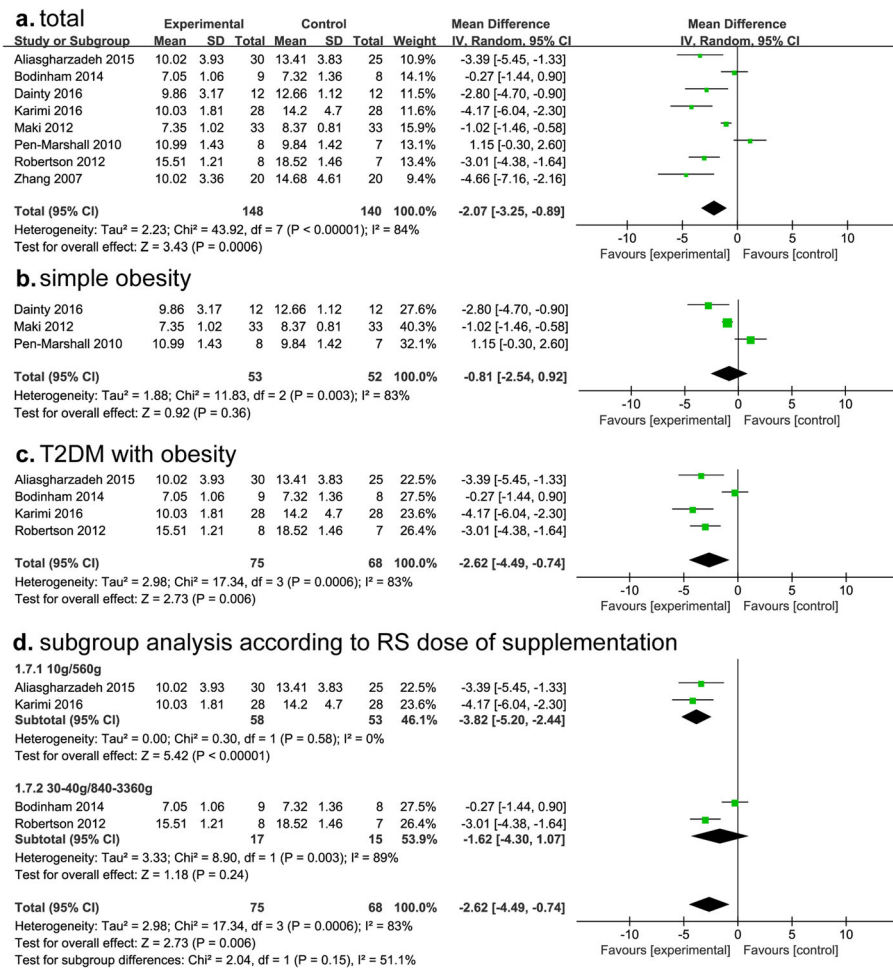 a. total
Experimental Control Mean Difference Mean Difference
Study or Subgroup Mean SD Total Mean SD Total Weight IV, Random, 95% CI IV, Random, 95% CI
Aliasgharzadeh 2015 10.02 3.93 30 13.41 3.83 25 10.9% -3.39 [-5.45, -1.33]
Bodinham 2014 7.05 1.06 9 7.32 1.36 8 14.1% -0.27 [-1.44, 0.90]
Dainty 2016 9.86 3.17 12 12.66 1.12 12 11.4% -2.80 [-4.70, -0.90]
Karimi 2016 10.03 1.81 28 14.2 4.7 28 11.6% -4.17 [-6.04, -2.30]
Maki 2012 7.35 1.02 33 8.37 0.81 33 15.9% -1.02 [-1.46, -0.58]
Pen-Marshall 2010 10.99 1.43 8 9.84 1.42 7 13.1% 1.15 [-0.30, 2.60]
Robertson 2012 15.51 1.21 8 18.52 1.46 7 13.4% -3.01 [-4.38, -1.64]
Zhang 2007 10.02 3.36 20 14.68 4.61 20 9.4% -4.66 [-7.16, -2.16]
Total (95% CI) 148 140 100.0% -2.07 [-3.25, -0.89]
Heterogeneity: Tau² = 2.23; Chi² = 43.92, df = 7 (P < 0.00001); I² = 84%
Test for overall effect: Z = 3.43 (P = 0.0006)
-10 -5 0 5 10
Favours [experimental] Favours [control]
b. simple obesity
Dainty 2016 9.86 3.17 12 12.66 1.12 12 27.6% -2.80 [-4.70, -0.90]
Maki 2012 7.35 1.02 33 8.37 0.81 33 40.3% -1.02 [-1.46, -0.58]
Pen-Marshall 2010 10.99 1.43 8 9.84 1.42 7 32.1% 1.15 [-0.30, 2.60]
Total (95% CI) 53 52 100.0% -0.81 [-2.54, 0.92]
Heterogeneity: Tau² = 1.88; Chi² = 11.83, df = 2 (P = 0.003); I² = 83%
Test for overall effect: Z = 0.92 (P = 0.36)
-10 -5 0 5 10
Favours [experimental] Favours [control]
c. T2DM with obesity
Aliasgharzadeh 2015 10.02 3.93 30 13.41 3.83 25 22.5% -3.39 [-5.45, -1.33]
Bodinham 2014 7.05 1.06 9 7.32 1.36 8 27.5% -0.27 [-1.44, 0.90]
Karimi 2016 10.03 1.81 28 14.2 4.7 28 23.6% -4.17 [-6.04, -2.30]
Robertson 2012 15.51 1.21 8 18.52 1.46 7 26.4% -3.01 [-4.38, -1.64]
Total (95% CI) 75 68 100.0% -2.62 [-4.49, -0.74]
Heterogeneity: Tau² = 2.98; Chi² = 17.34, df = 3 (P = 0.0006); I² = 83%
Test for overall effect: Z = 2.73 (P = 0.006)
-10 -5 0 5 10
Favours [experimental] Favours [control]
d. subgroup analysis according to RS dose of supplementation
1.7.1 10g/560g
Aliasgharzadeh 2015 10.02 3.93 30 13.41 3.83 25 22.5% -3.39 [-5.45, -1.33]
Karimi 2016 10.03 1.81 28 14.2 4.7 28 23.6% -4.17 [-6.04, -2.30]
Subtotal (95% CI) 58 53 46.1% -3.82 [-5.20, -2.44]
Heterogeneity: Tau² = 0.00; Chi² = 0.30, df = 1 (P = 0.58); I² = 0%
Test for overall effect: Z = 5.42 (P < 0.00001)
1.7.2 30-40g/840-3360g
Bodinham 2014 7.05 1.06 9 7.32 1.36 8 27.5% -0.27 [-1.44, 0.90]
Robertson 2012 15.51 1.21 8 18.52 1.46 7 26.4% -3.01 [-4.38, -1.64]
Subtotal (95% CI) 17 15 53.9% -1.62 [-4.30, 1.07]
Heterogeneity: Tau² = 3.33; Chi² = 8.90, df = 1 (P = 0.003); I² = 89%
Test for overall effect: Z = 1.18 (P = 0.24)
Total (95% CI) 75 68 100.0% -2.62 [-4.49, -0.74]
Heterogeneity: Tau² = 2.98; Chi² = 17.34, df = 3 (P = 0.0006); I² = 83%
Test for overall effect: Z = 2.73 (P = 0.006)
Test for subgroup differences: Chi² = 2.04, df = 1 (P = 0.15), I² = 51.1%
-10 -5 0 5 10
Favours [experimental] Favours [control]